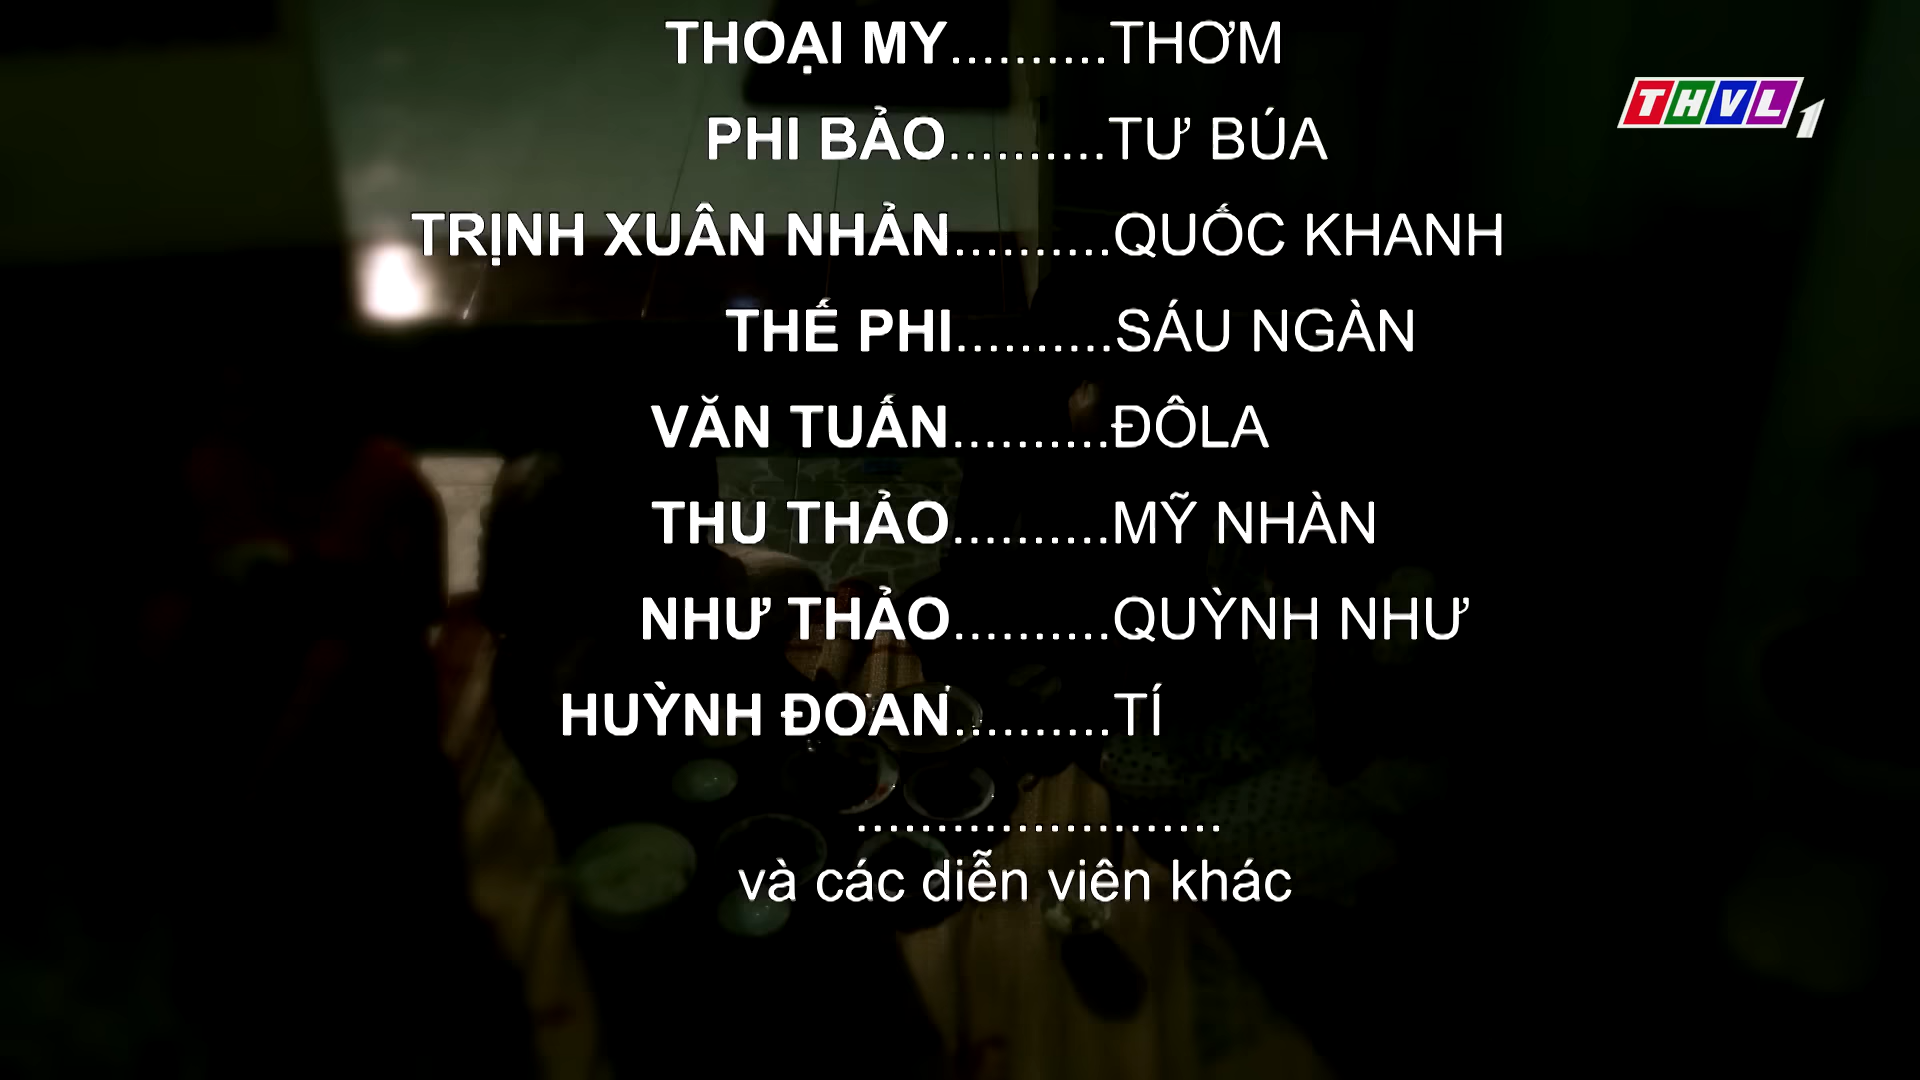 THOẠI MY..........THƠM
THVL1
PHI BẢO..........TƯ BÚA
TRỊNH XUÂN NHẢN..........QUỐC KHANH
THẾ PHI..........SÁU NGÀN
VĂN TUẤN..........ĐÔLA
THU THẢO..........MỸ NHÀN
NHƯ THẢO..........QUỲNH NHƯ
HUỲNH ĐOAN..........TÍ
.......................
và các diễn viên khác